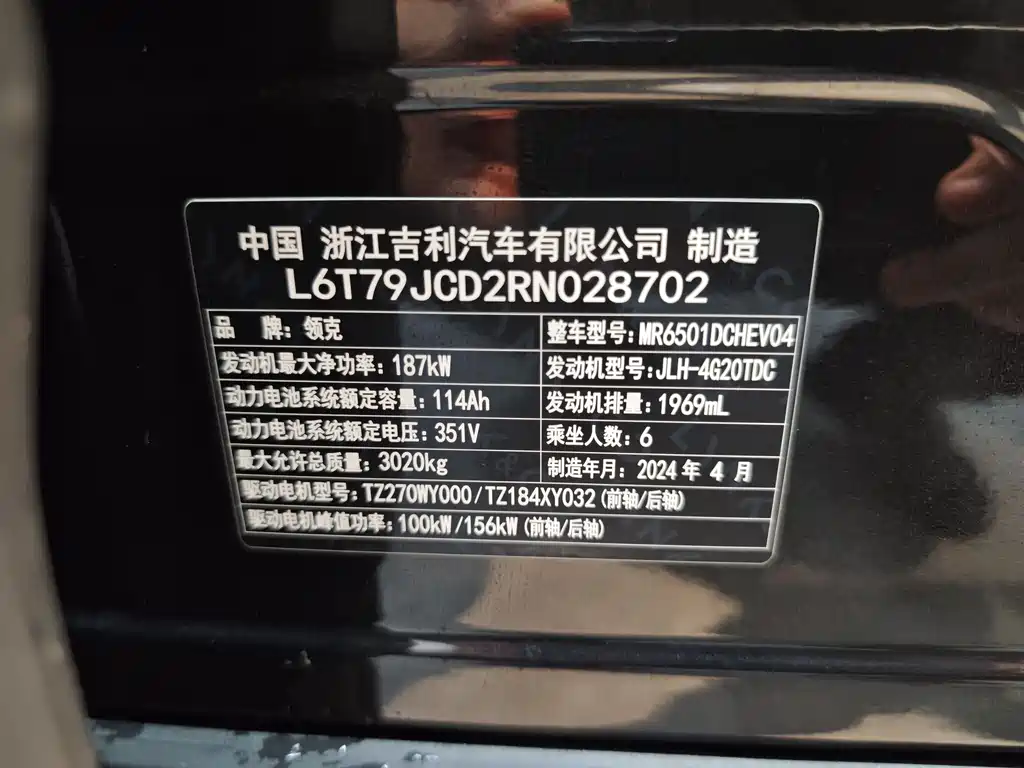 中国 浙江吉利汽车有限公司 制造
L6T79JCD2RN028702
品 牌: 领克 整车型号: MR6501DCHEV04
发动机最大净功率: 187kW 发动机型号: JLH-4G20TDC
动力电池系统额定容量: 114Ah 发动机排量: 1969mL
动力电池系统额定电压: 351V 乘坐人数: 6
最大允许总质量: 3020kg 制造年月: 2024 年 4 月
驱动电机型号: TZ270WY000/TZ184XY032 (前轴/后轴)
驱动电机峰值功率: 100kW/156kW (前轴/后轴)